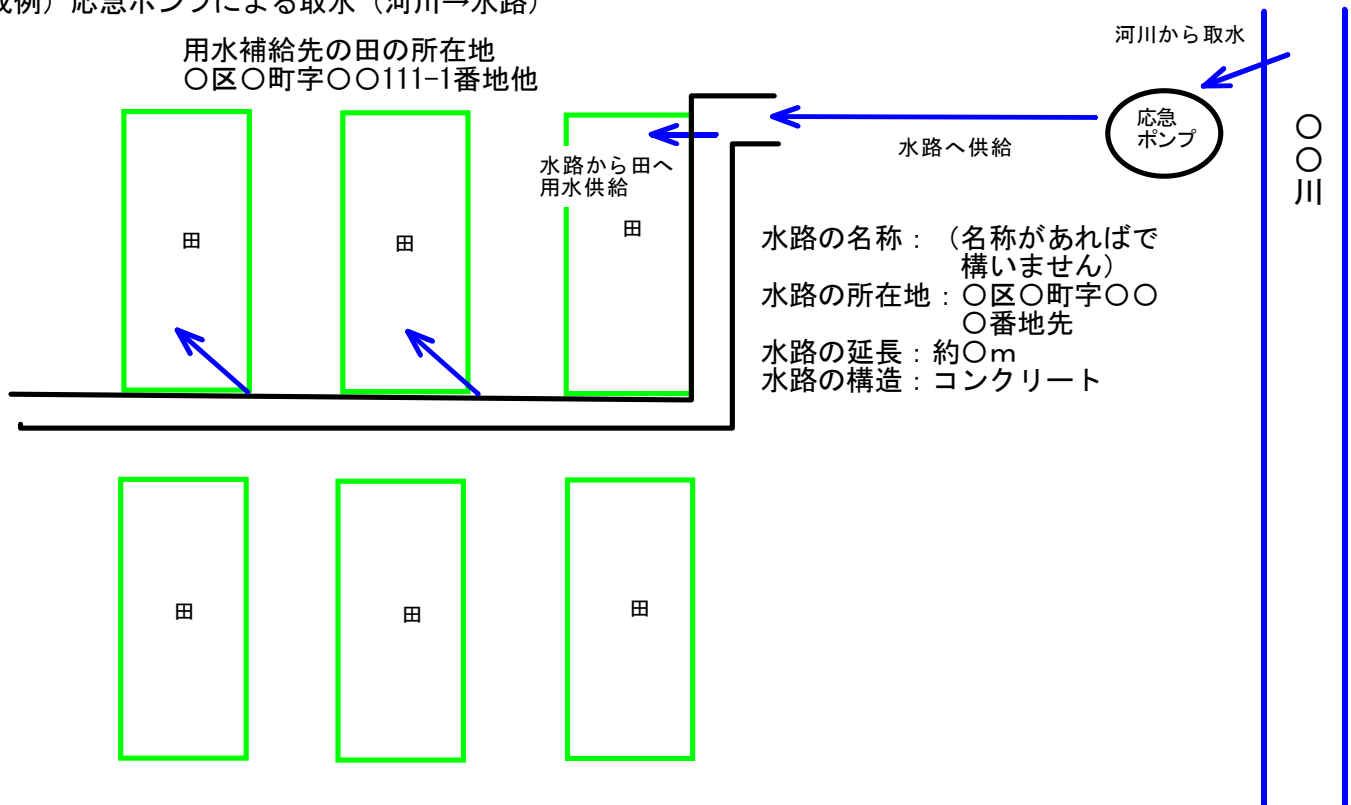 成例）応急ポンプによる取水（河川→水路）
用水補給先の田の所在地
〇区〇町字〇〇111-1番地他
河川から取水
応急
ポンプ
水路へ供給
〇〇川
水路から田へ
用水供給
田
田
田
水路の名称：（名称があればで
構いません）
水路の所在地：〇区〇町字〇〇
〇番地先
水路の延長：約〇ｍ
水路の構造：コンクリート
田
田
田